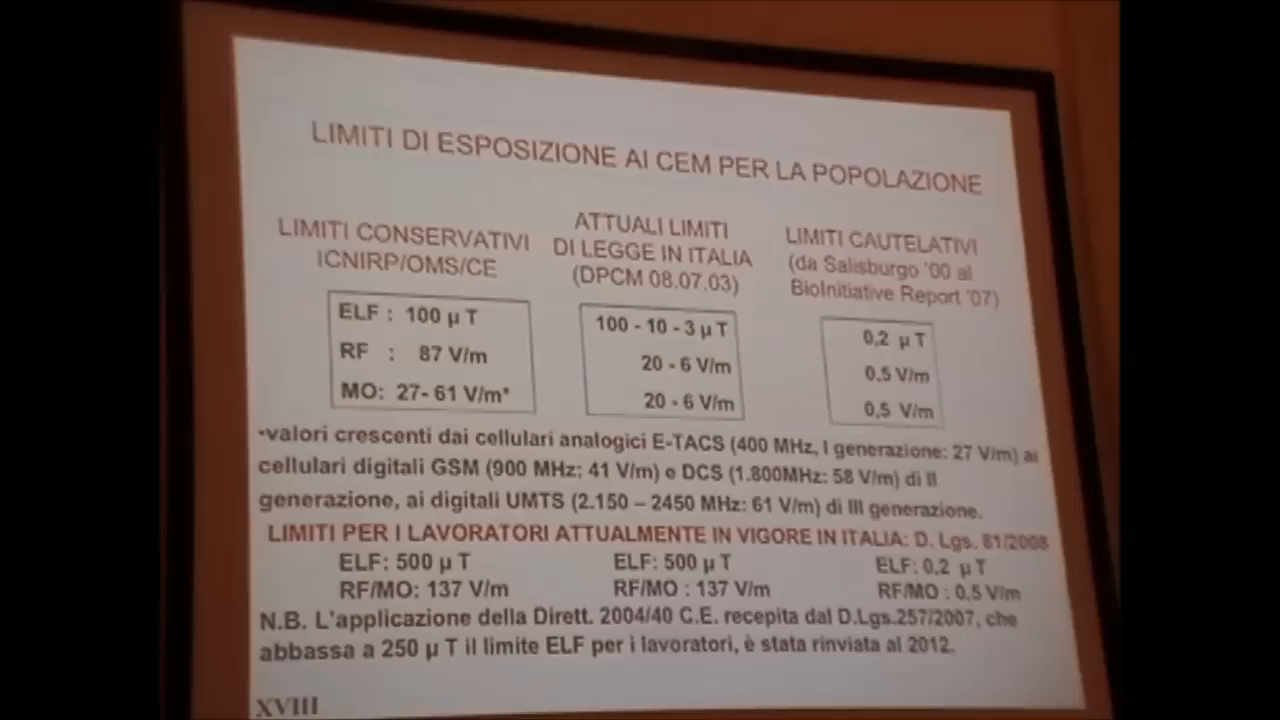 LIMITI DI ESPOSIZIONE AI CEM PER LA POPOLAZIONE
LIMITI CONSERVATIVI
ICNIRP/OMS/CE
ELF : 100 µ T
RF : 87 V/m
MO: 27- 61 V/m*
ATTUALI LIMITI
DI LEGGE IN ITALIA
(DPCM 08.07.03)
100 - 10 - 3 µ T
20 - 6 V/m
20 - 6 V/m
LIMITI CAUTELATIVI
(da Salisburgo '00 al
BioInitiative Report '07)
0,2 µ T
0,5 V/m
0,5 V/m
•valori crescenti dai cellulari analogici E-TACS (400 MHz, I generazione: 27 V/m) ai
cellulari digitali GSM (900 MHz: 41 V/m) e DCS (1.800MHz: 58 V/m) di II
generazione, ai digitali UMTS (2.150 – 2450 MHz: 61 V/m) di III generazione.
LIMITI PER I LAVORATORI ATTUALMENTE IN VIGORE IN ITALIA: D. Lgs. 81/2008
ELF: 500 µ T ELF: 500 µ T ELF: 0,2 µ T
RF/MO: 137 V/m RF/MO : 137 V/m RF/MO : 0,5 V/m
N.B. L'applicazione della Dirett. 2004/40 C.E. recepita dal D.Lgs.257/2007, che
abbassa a 250 µ T il limite ELF per i lavoratori, è stata rinviata al 2012.
XVIII